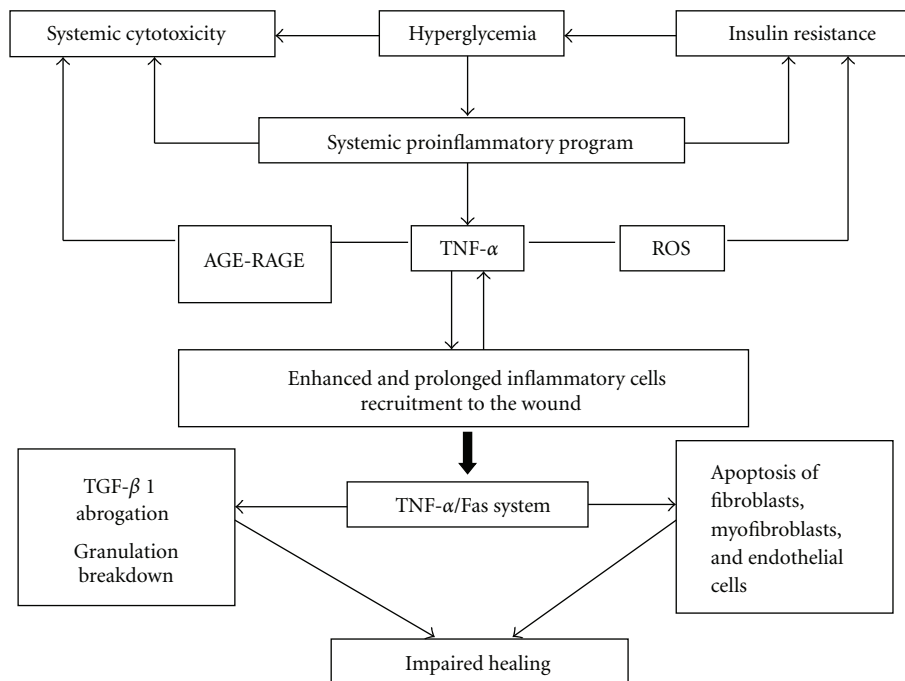 Systemic cytotoxicity
Hyperglycemia
Insulin resistance
Systemic proinflammatory program
AGE-RAGE
TNF-α
ROS
Enhanced and prolonged inflammatory cells
recruitment to the wound
TGF-β 1
abrogation
Granulation
breakdown
TNF-α/Fas system
Apoptosis of
fibroblasts,
myofibroblasts,
and endothelial
cells
Impaired healing